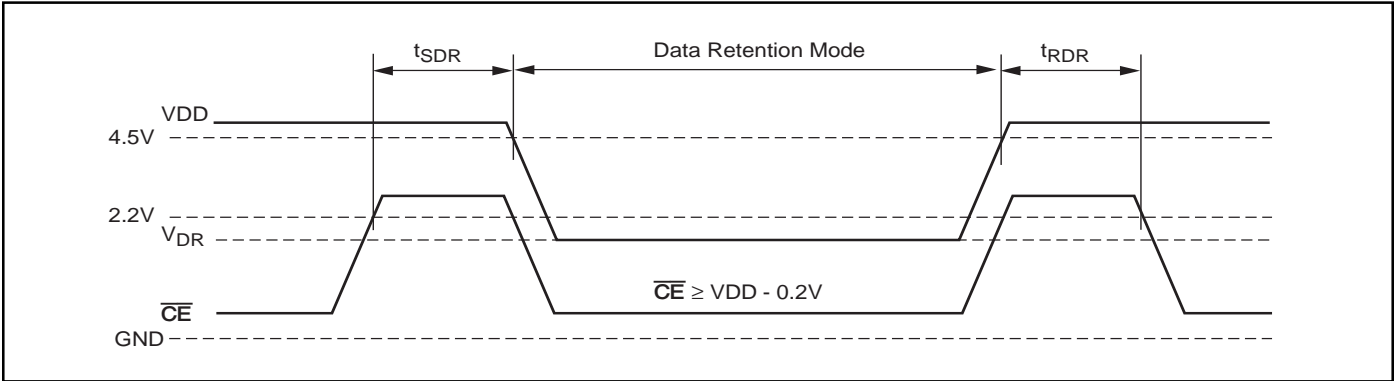 tSDR
Data Retention Mode
tRDR
VDD
4.5V
2.2V
VDR
CE ≥ VDD - 0.2V
CE
GND